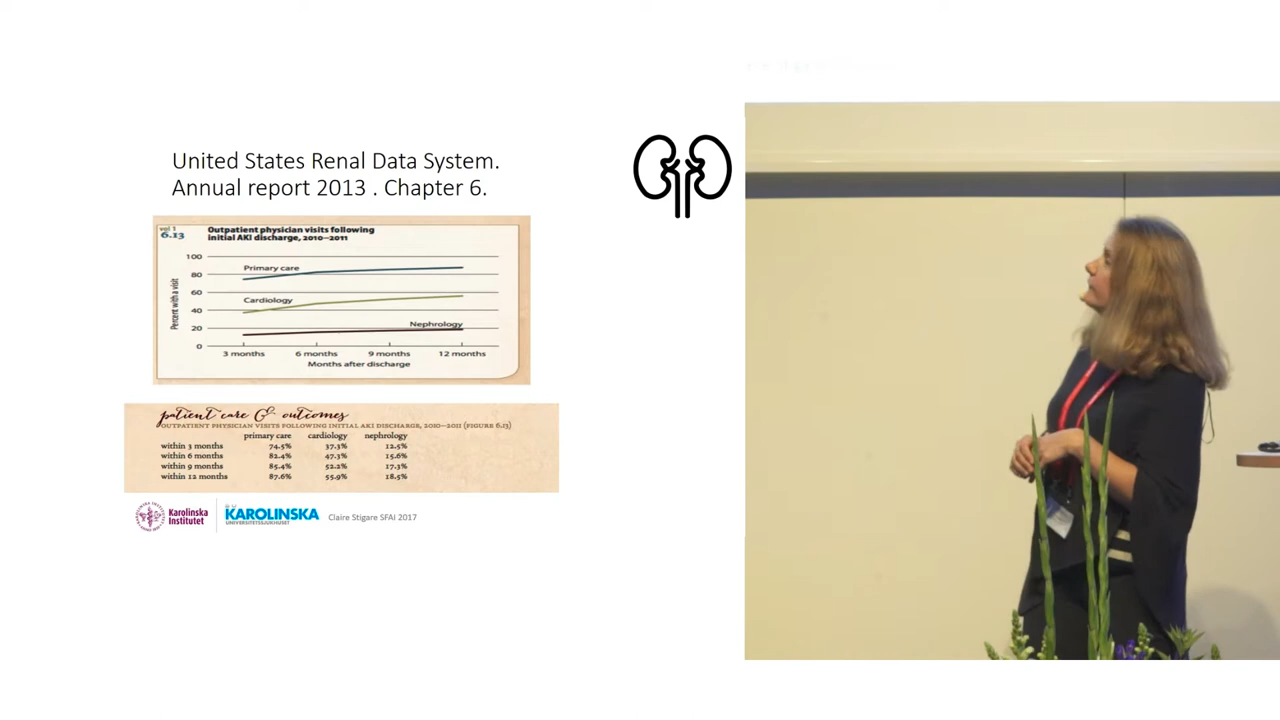 United States Renal Data System.
Annual report 2013 . Chapter 6.
vol 1
6.13
Outpatient physician visits following
initial AKI discharge, 2010–2011
Percent with a visit
100
80
60
40
20
0
Primary care
Cardiology
Nephrology
3 months 6 months 9 months 12 months
Months after discharge
patient care & outcomes
OUTPATIENT PHYSICIAN VISITS FOLLOWING INITIAL AKI DISCHARGE, 2010–2011 (FIGURE 6.13)
primary care cardiology nephrology
within 3 months 74.5% 37.3% 12.5%
within 6 months 82.4% 47.3% 15.6%
within 9 months 85.4% 52.2% 17.3%
within 12 months 87.6% 55.9% 18.5%
Karolinska
Institutet
KAROLINSKA
UNIVERSITETSSJUKHUSET
Claire Stigare SFAI 2017